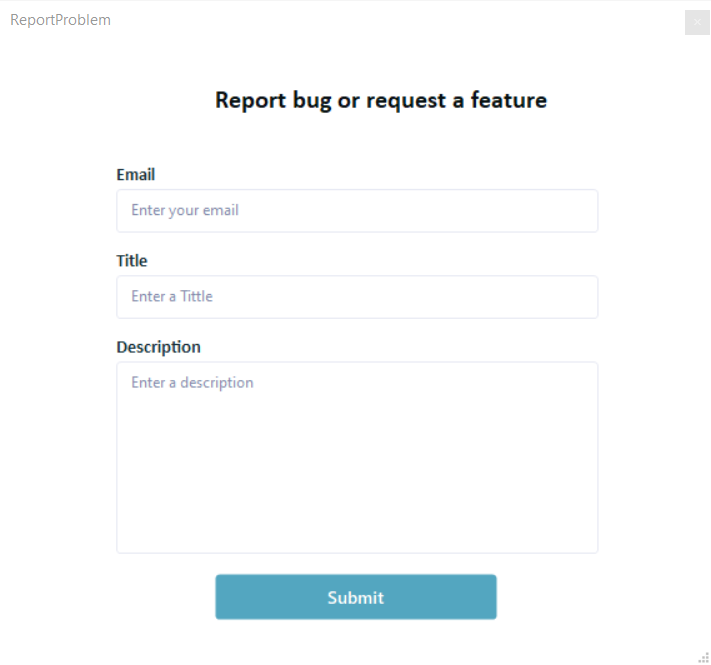 ReportProblem
Report bug or request a feature
Email
Enter your email
Title
Enter a Tittle
Description
Enter a description
Submit